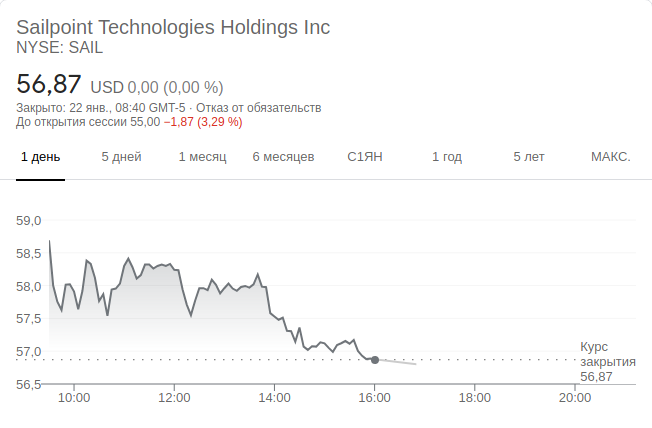 Sailpoint Technologies Holdings Inc
NYSE: SAIL
56,87 USD 0,00 (0,00 %)
Закрыто: 22 янв., 08:40 GMT-5 · Отказ от обязательств
До открытия сессии 55,00 −1,87 (3,29 %)
1 день 5 дней 1 месяц 6 месяцев С1ЯН 1 год 5 лет МАКС.
59,0
58,5
58,0
57,5
57,0
56,5
Курс
закрытия
56,87
10:00 12:00 14:00 16:00 18:00 20:00